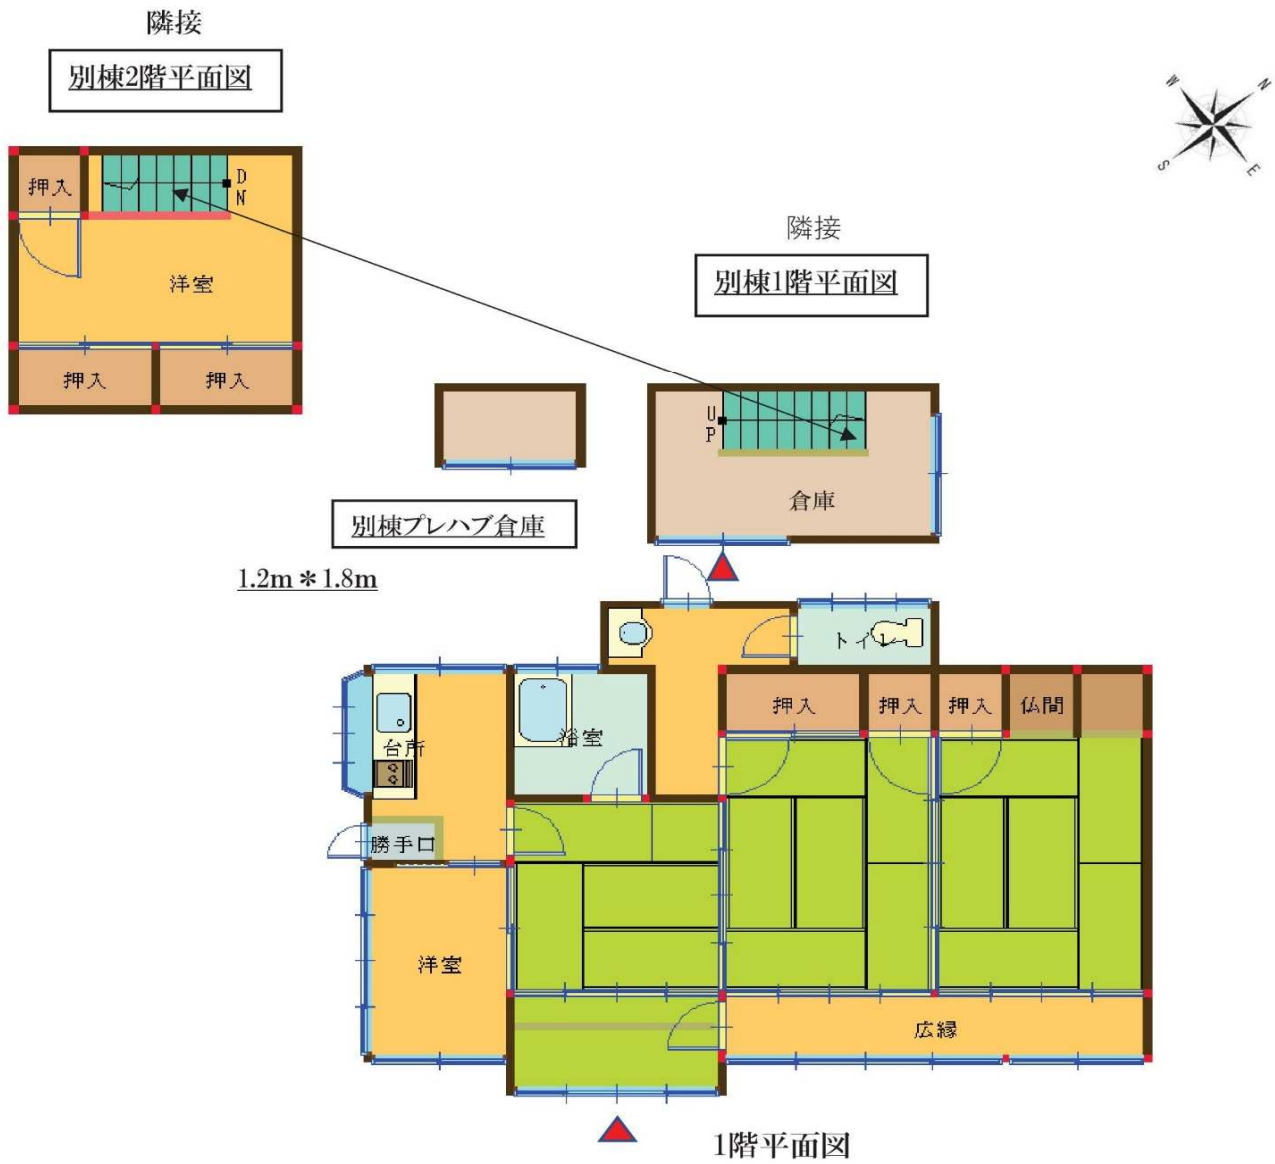 隣接
別棟2階平面図
W
N
S
E
押入
D
N
洋室
押入
押入
隣接
別棟1階平面図
U
P
倉庫
別棟プレハブ倉庫
1.2m＊1.8m
トイレ
押入
押入
押入
仏間
台所
浴室
勝手口
洋室
広縁
1階平面図